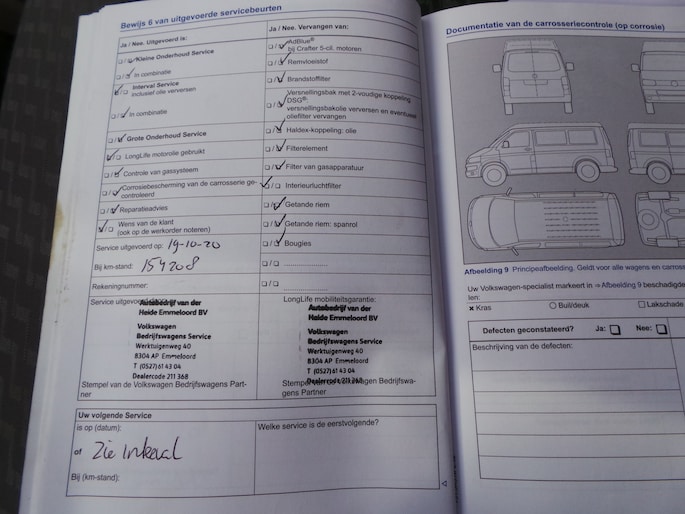 Bewijs 6 van uitgevoerde servicebeurten
Ja / Nee. Uitgevoerd is:
Kleine Onderhoud Service
In combinatie
Interval Service
inclusief olie verversen
In combinatie
Grote Onderhoud Service
LongLife motorolie gebruikt
Controle van gassysteem
Corrosiebescherming van de carrosserie ge-
controleerd
Reparatieadvies
Wens van de klant
(ook op de werkorder noteren)
Service uitgevoerd op: 19-10-20
Bij km-stand: 154208
Rekeningnummer:
Service uitgevoerd
Autobedrijf van der
Heide Emmeloord BV
Volkswagen
Bedrijfswagens Service
Werktuigenweg 40
8304 AP Emmeloord
T (0527) 61 43 04
Dealercode 211 368
Stempel van de Volkswagen Bedrijfswagens Part-
ner
Ja / Nee. Vervangen van:
AdBlue®
bij Crafter 5-cil. motoren
Remvloeistof
Brandstoffilter
Versnellingsbak met 2-voudige koppeling
DSG®:
versnellingsbakolie verversen en eventueel
oliefilter vervangen
Haldex-koppeling: olie
Filterelement
Filter van gasapparatuur
Interieurluchtfilter
Getande riem
Getande riem: spanrol
Bougies
LongLife mobiliteitsgarantie:
Autobedrijf van der
Heide Emmeloord BV
Volkswagen
Bedrijfswagens Service
Werktuigenweg 40
8304 AP Emmeloord
T (0527) 61 43 04
Dealercode 211 368
Stempel van de Volkswagen Bedrijfswa-
gens Partner
Uw volgende Service
is op (datum):
of Zie inkaal
Bij (km-stand):
Welke service is de eerstvolgende?
Documentatie van de carrosseriecontrole (op corrosie)
Afbeelding 9 Principeafbeelding. Geldt voor alle wagens en carross
Uw Volkswagen-specialist markeert in ⇒ Afbeelding 9 beschadigde
len:
× Kras
O Buil/deuk
Lakschade
Defecten geconstateerd? Ja: Nee:
Beschrijving van de defecten: